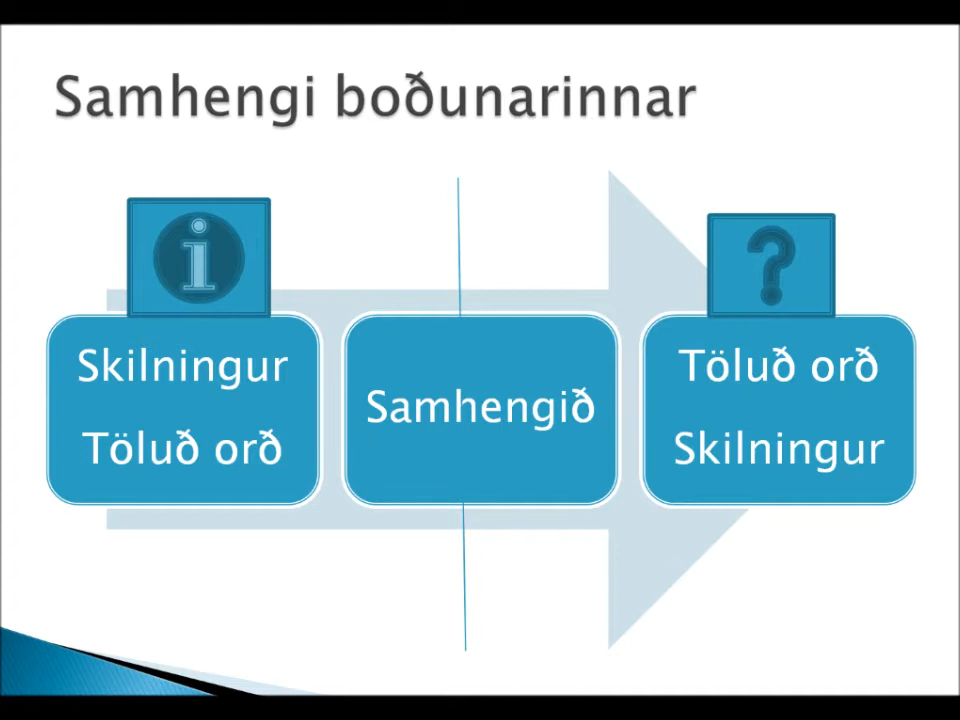 Samhengi boðunarinnar
Skilningur
Töluð orð
Samhengið
Töluð orð
Skilningur